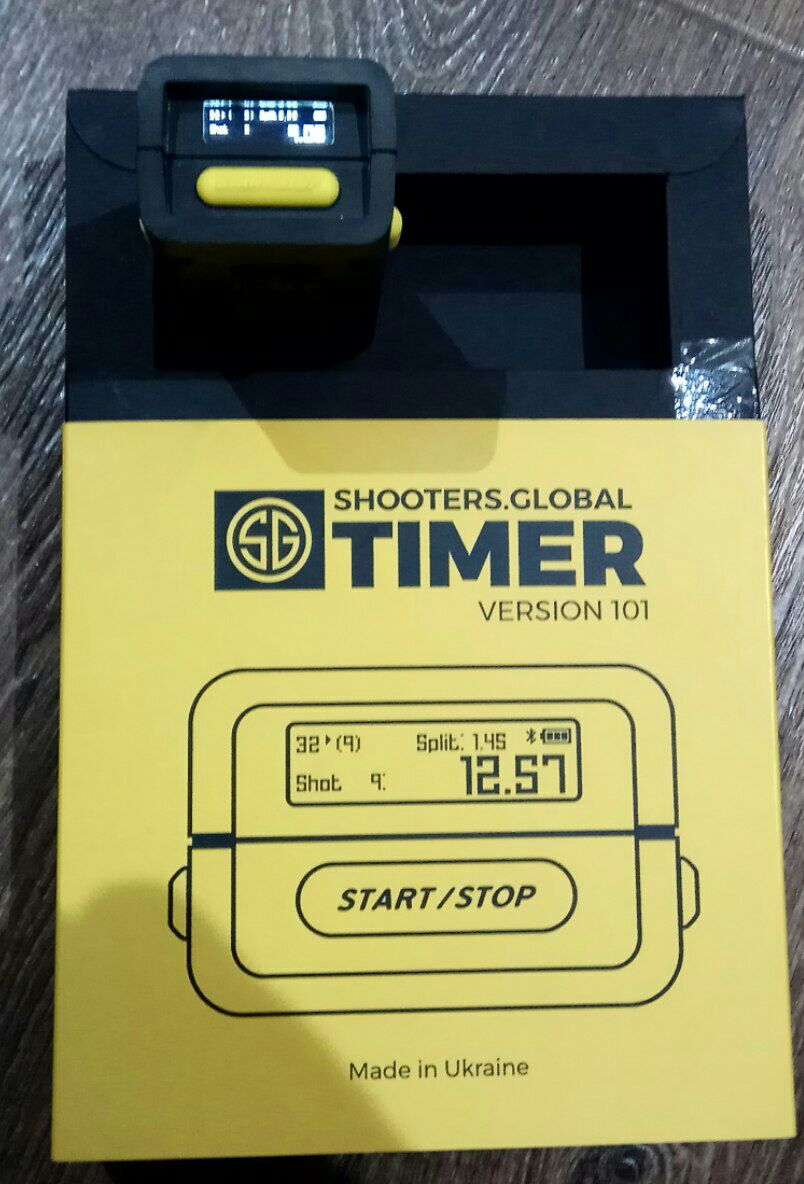 SG
SHOOTERS.GLOBAL
TIMER
VERSION 101
32 (9) Split: 1.45
Shot 9: 12.57
START/STOP
Made in Ukraine